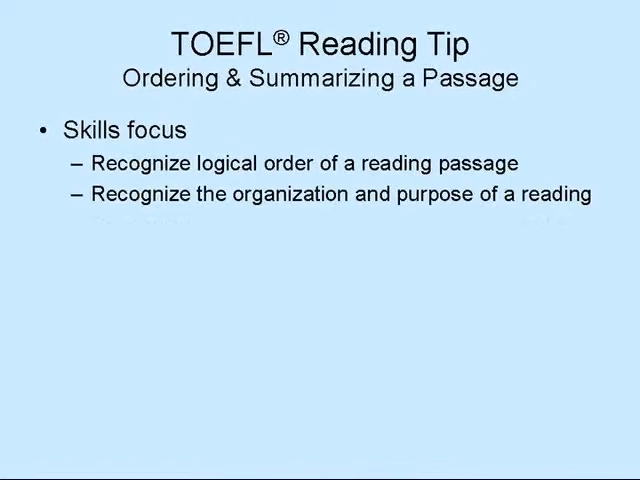 TOEFL® Reading Tip
Ordering & Summarizing a Passage
• Skills focus
– Recognize logical order of a reading passage
– Recognize the organization and purpose of a reading